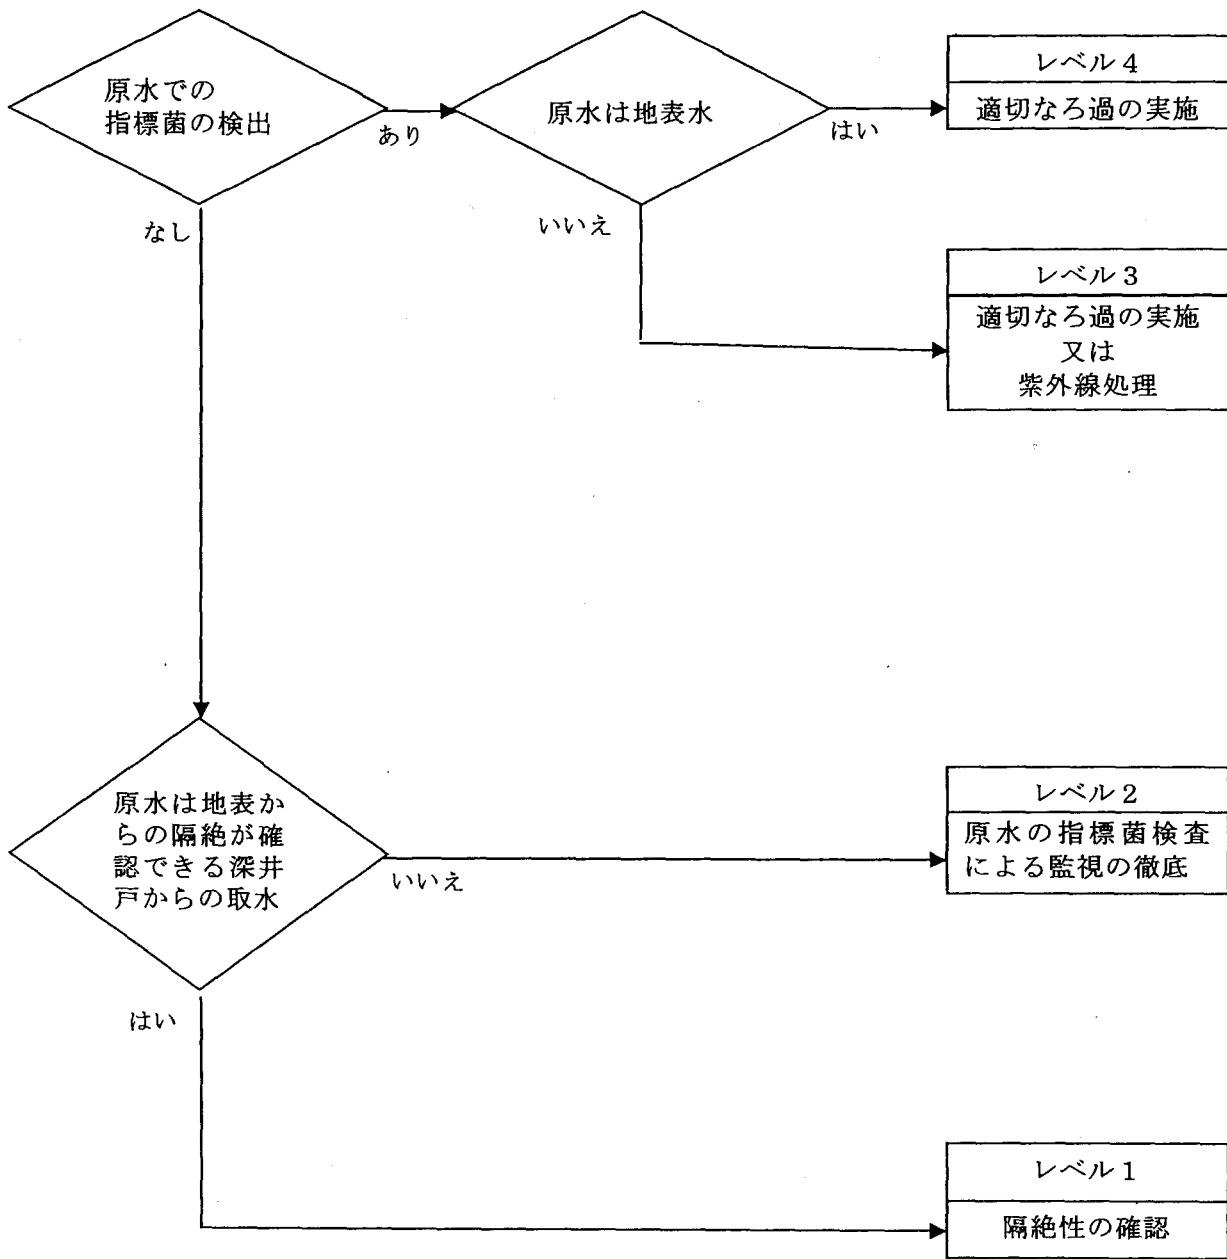 原水での
指標菌の検出
あり
原水は地表水
はい
レベル4
適切なろ過の実施
なし
いいえ
レベル3
適切なろ過の実施
又は
紫外線処理
原水は地表か
らの隔絶が確
認できる深井
戸からの取水
いいえ
レベル2
原水の指標菌検査
による監視の徹底
はい
レベル1
隔絶性の確認